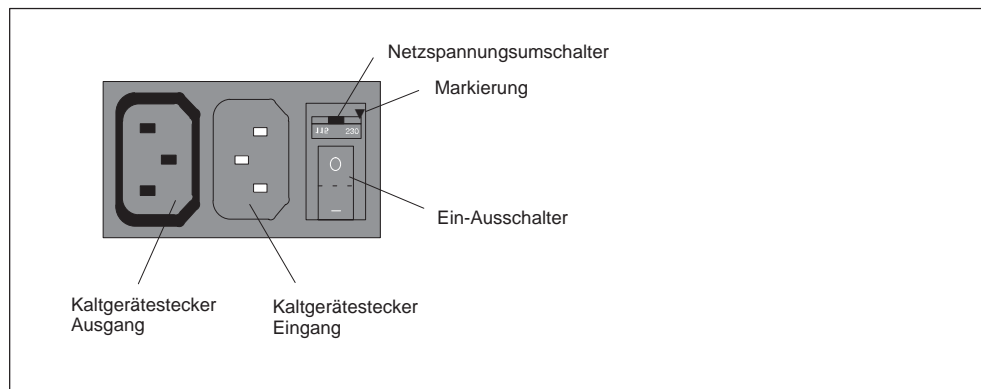 Netzspannungsumschalter
Markierung
115 230
Ein-Ausschalter
Kaltgerätestecker
Ausgang
Kaltgerätestecker
Eingang